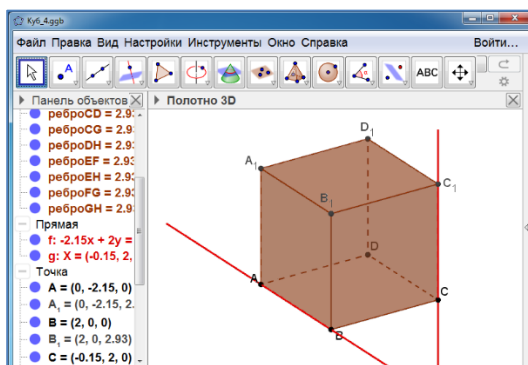 Куб_4.ggb
Файл Правка Вид Настройки Инструменты Окно Справка Войти...
A ABC
Панель объектов Полотно 3D
реброCD = 2.93
реброCG = 2.93
реброDH = 2.93
реброEF = 2.93
реброEH = 2.93
реброFG = 2.93
реброGH = 2.93
Прямая
f: -2.15x + 2y =
g: X = (-0.15, 2,
Точка
A = (0, -2.15, 0)
A₁ = (0, -2.15, 2.
B = (2, 0, 0)
B₁ = (2, 0, 2.93)
C = (-0.15, 2, 0)
D₁
A₁
C₁
B₁
D
A
C
B